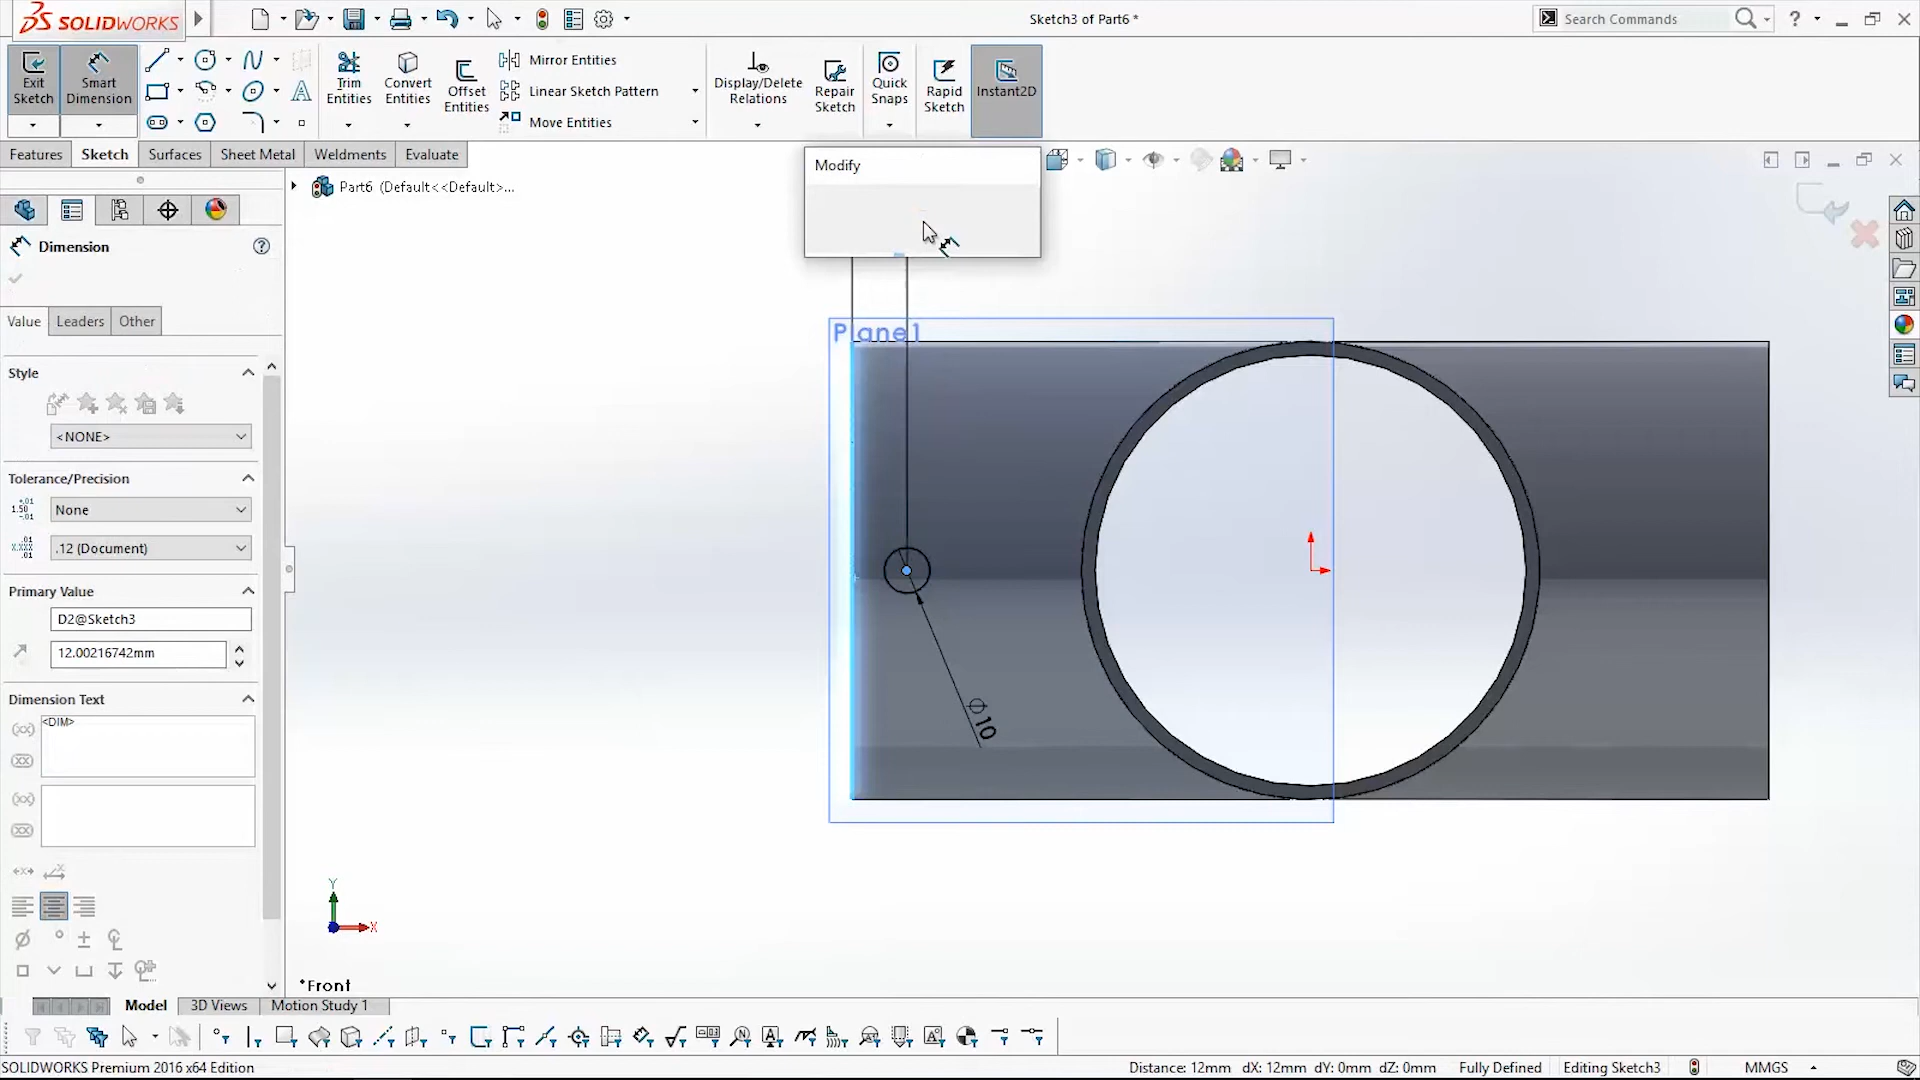 SOLIDWORKS
Sketch3 of Part6 *
Search Commands
?
Exit Sketch
Smart Dimension
Trim Entities
Convert Entities
Offset Entities
Mirror Entities
Linear Sketch Pattern
Move Entities
Display/Delete Relations
Repair Sketch
Quick Snaps
Rapid Sketch
Instant2D
Features
Sketch
Surfaces
Sheet Metal
Weldments
Evaluate
Modify
Part6 (Default<<Default>...
Dimension
?
Value
Leaders
Other
Style
<NONE>
Tolerance/Precision
None
.12 (Document)
Primary Value
D2@Sketch3
12.00216742mm
Dimension Text
<DIM>
Plane1
∅10
Y
X
*Front
Model
3D Views
Motion Study 1
SOLIDWORKS Premium 2016 x64 Edition
Distance: 12mm dX: 12mm dY: 0mm dZ: 0mm
Fully Defined
Editing Sketch3
MMGS